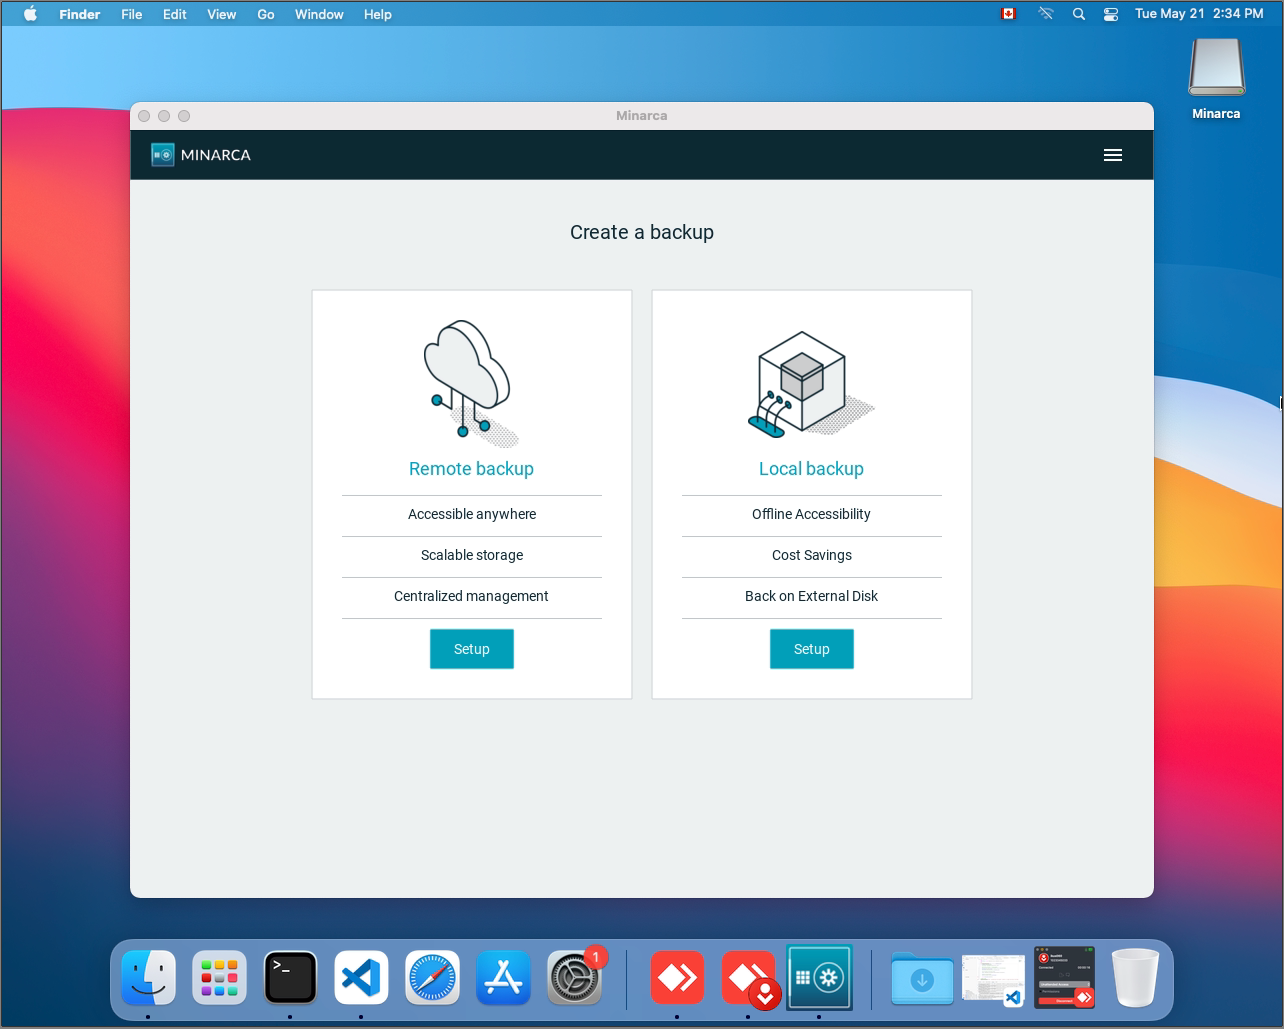 Finder File Edit View Go Window Help Tue May 21 2:34 PM
Minarca
Minarca
MINARCA
Create a backup
Remote backup
Accessible anywhere
Scalable storage
Centralized management
Setup
Local backup
Offline Accessibility
Cost Savings
Back on External Disk
Setup
1
>_